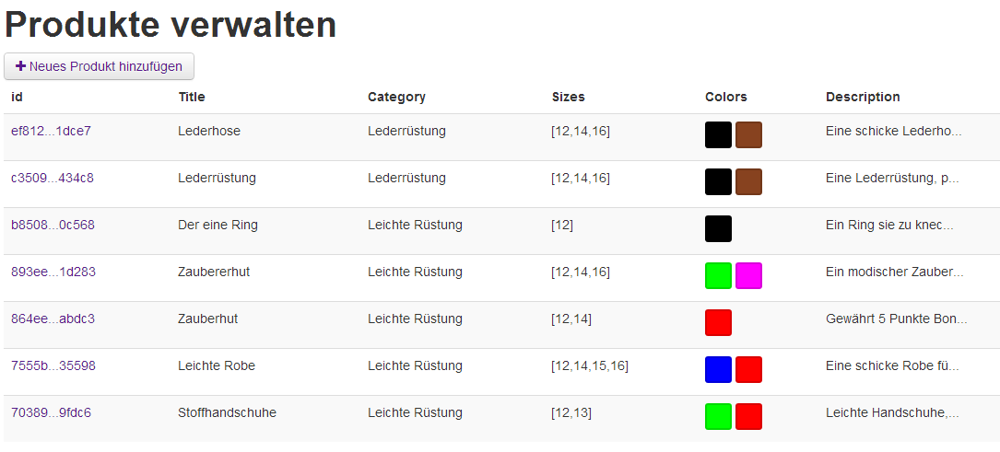 Produkte verwalten
+ Neues Produkt hinzufügen
id Title Category Sizes Colors Description
ef812...1dce7 Lederhose Lederrüstung [12,14,16] Eine schicke Lederho...
c3509...434c8 Lederrüstung Lederrüstung [12,14,16] Eine Lederrüstung, p...
b8508...0c568 Der eine Ring Leichte Rüstung [12] Ein Ring sie zu knec...
893ee...1d283 Zaubererhut Leichte Rüstung [12,14,16] Ein modischer Zauber...
864ee...abdc3 Zauberhut Leichte Rüstung [12,14] Gewährt 5 Punkte Bon...
7555b...35598 Leichte Robe Leichte Rüstung [12,14,15,16] Eine schicke Robe fü...
70389...9fdc6 Stoffhandschuhe Leichte Rüstung [12,13] Leichte Handschuhe,...